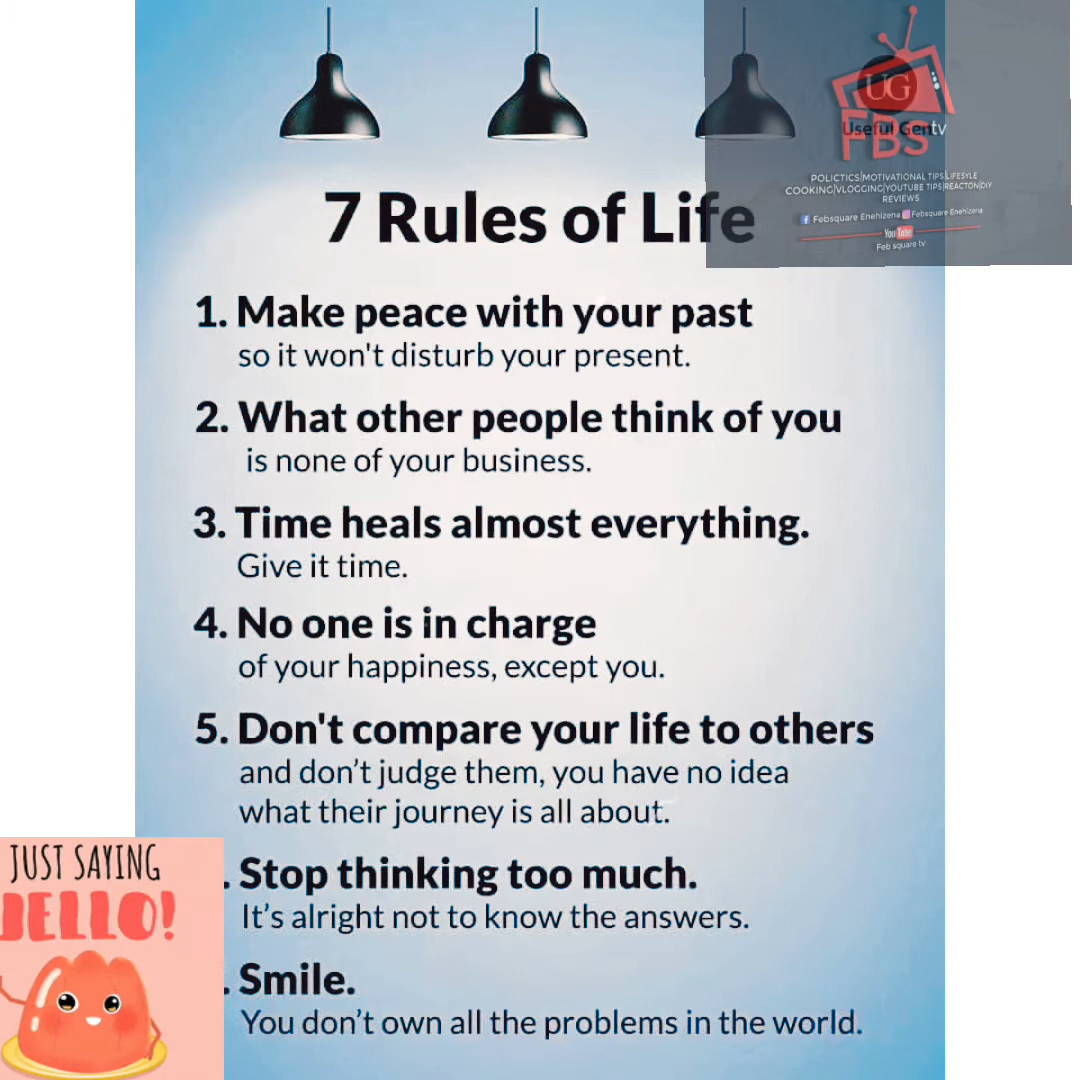 UG
Useful Gen tv
FBS
POLICTICS|MOTIVATIONAL TIPS|LIFESYLE
COOKING|VLOGGING|YOUTUBE TIPS|REACTON|DIY
REVIEWS
Febsquare Enehizena Febsquare Enehizena
YouTube
Feb square tv
7 Rules of Life
1. Make peace with your past
so it won't disturb your present.
2. What other people think of you
is none of your business.
3. Time heals almost everything.
Give it time.
4. No one is in charge
of your happiness, except you.
5. Don't compare your life to others
and don’t judge them, you have no idea
what their journey is all about.
. Stop thinking too much.
It’s alright not to know the answers.
. Smile.
You don’t own all the problems in the world.
JUST SAYING
JELLO!